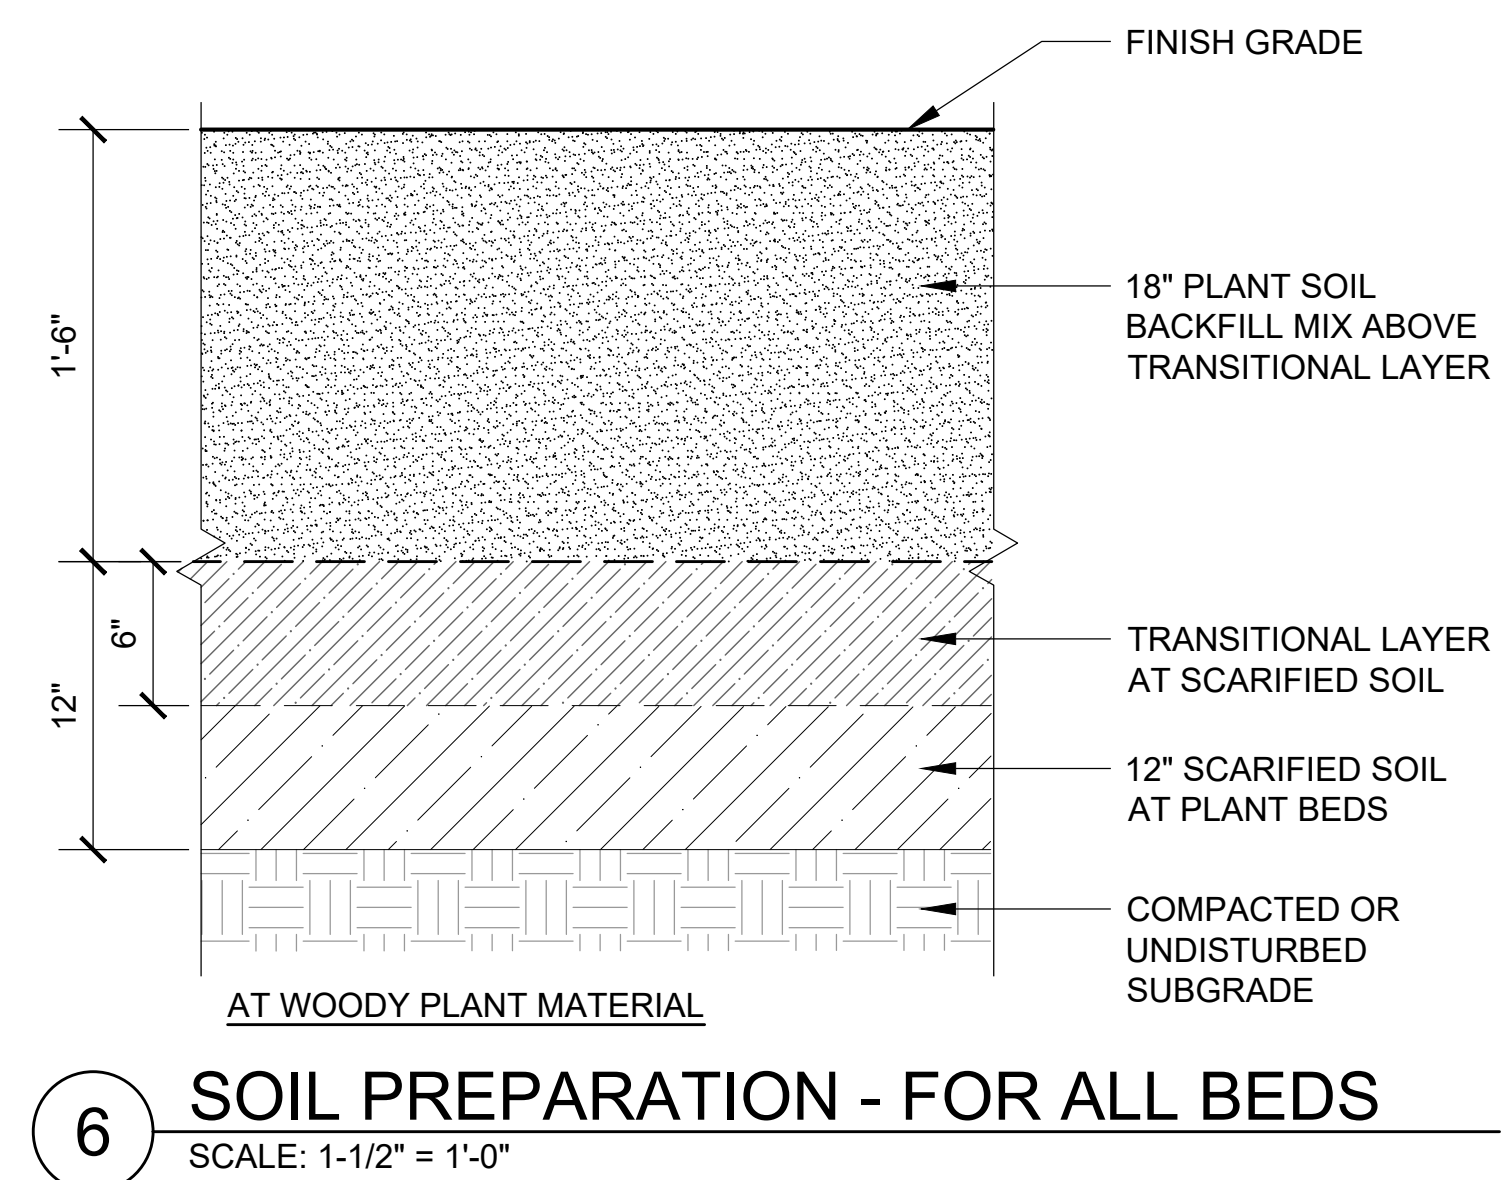 FINISH GRADE
1'-6"
18" PLANT SOIL
BACKFILL MIX ABOVE
TRANSITIONAL LAYER
6"
12"
TRANSITIONAL LAYER
AT SCARIFIED SOIL
12" SCARIFIED SOIL
AT PLANT BEDS
COMPACTED OR
UNDISTURBED
SUBGRADE
AT WOODY PLANT MATERIAL
6
SOIL PREPARATION - FOR ALL BEDS
SCALE: 1-1/2" = 1'-0"